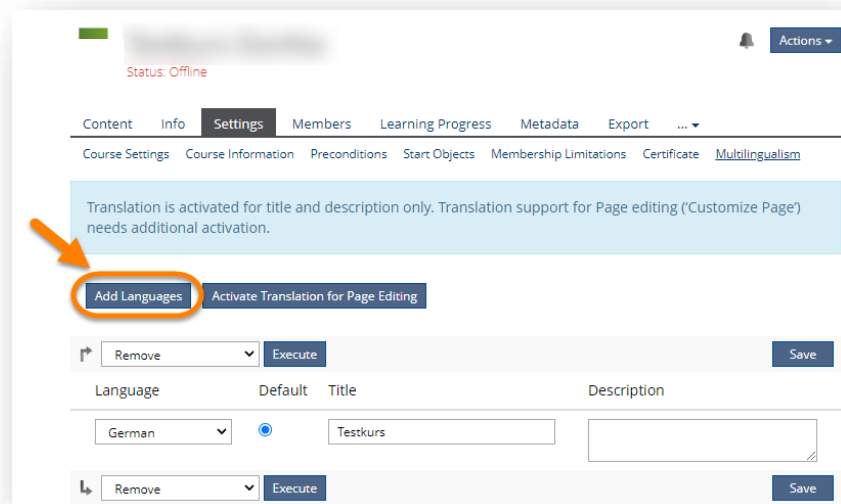 Actions
Status: Offline
Content Info Settings Members Learning Progress Metadata Export ...
Course Settings Course Information Preconditions Start Objects Membership Limitations Certificate Multilingualism
Translation is activated for title and description only. Translation support for Page editing ('Customize Page')
needs additional activation.
Add Languages Activate Translation for Page Editing
Remove Execute Save
Language Default Title Description
German Testkurs
Remove Execute Save